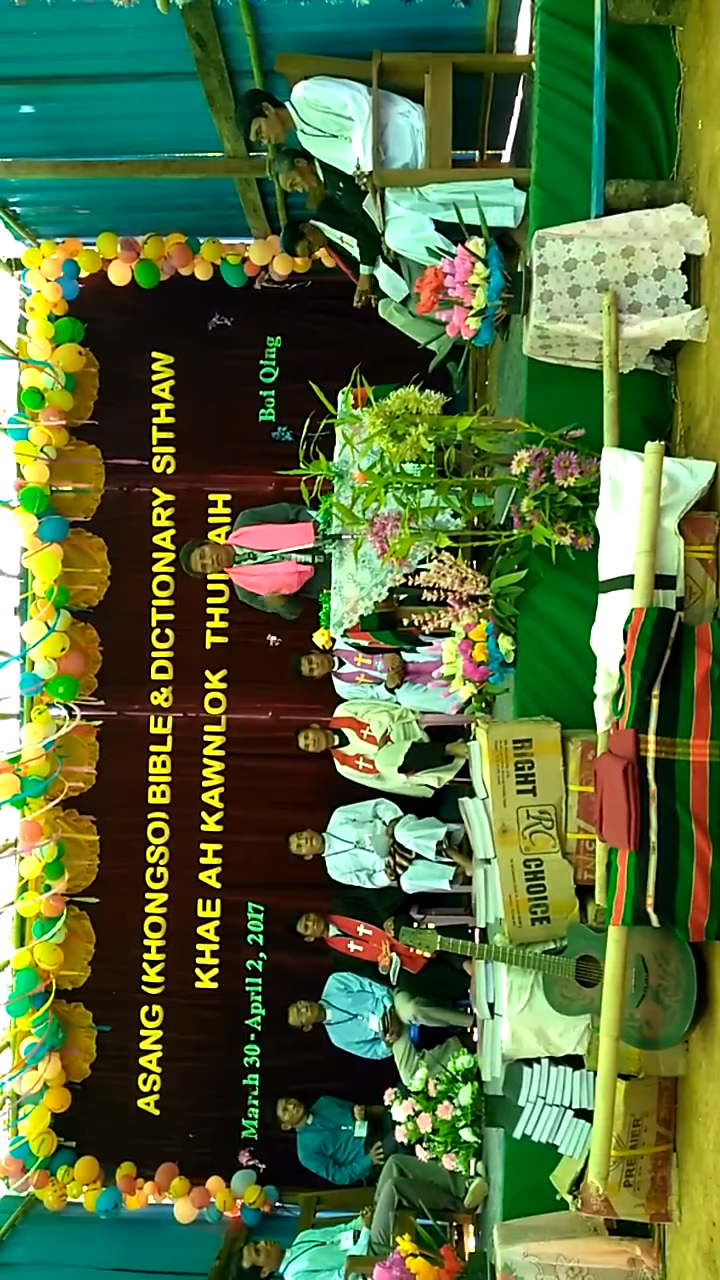 ASANG (KHONGSO) BIBLE & DICTIONARY SITHAW
KHAE AH KAWNLOK
March 30 - April 2, 2017
Boi Qing
RIGHT
RC
CHOICE
PREMIER